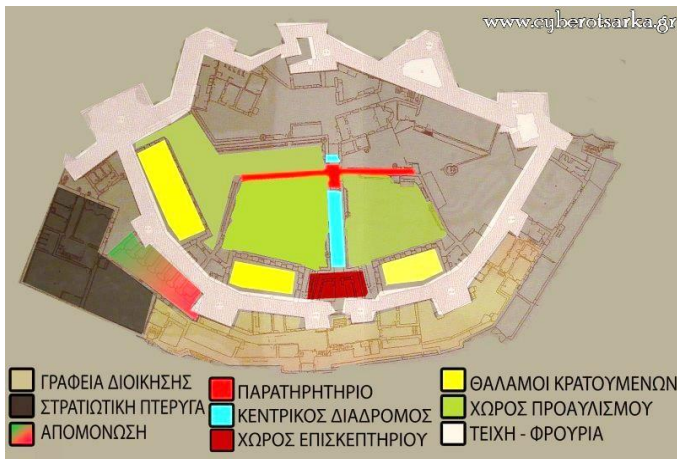 www.cyberotsarka.gr
ΓΡΑΦΕΙΑ ΔΙΟΙΚΗΣΗΣ
ΣΤΡΑΤΙΩΤΙΚΗ ΠΤΕΡΥΓΑ
ΑΠΟΜΟΝΩΣΗ
ΠΑΡΑΤΗΡΗΤΗΡΙΟ
ΚΕΝΤΡΙΚΟΣ ΔΙΑΔΡΟΜΟΣ
ΧΩΡΟΣ ΕΠΙΣΚΕΠΤΗΡΙΟΥ
ΘΑΛΑΜΟΙ ΚΡΑΤΟΥΜΕΝΩΝ
ΧΩΡΟΣ ΠΡΟΑΥΛΙΣΜΟΥ
ΤΕΙΧΗ - ΦΡΟΥΡΙΑ